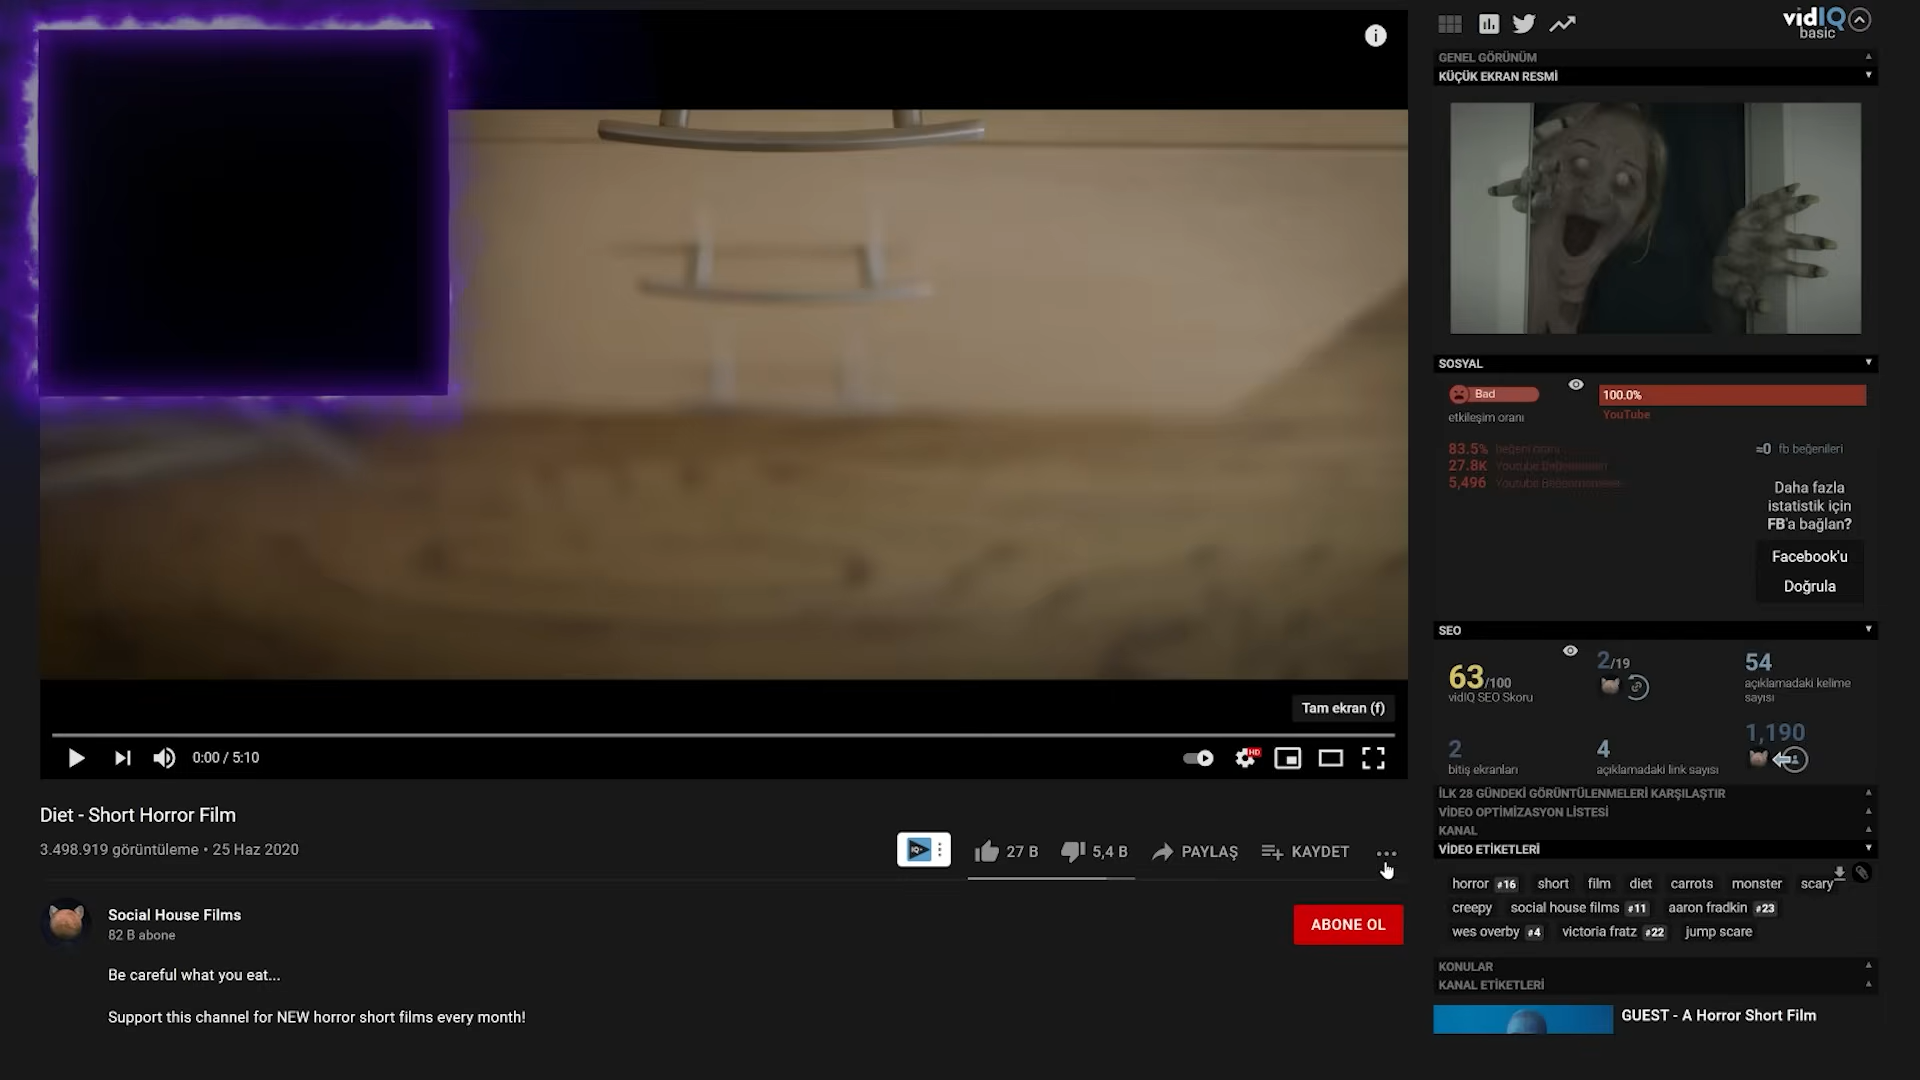 vidIQ
basic
GENEL GÖRÜNÜM
KÜÇÜK EKRAN RESMİ
SOSYAL
Bad
100.0%
etkileşim oranı
YouTube
83.5% beğeni oranı
≈0 fb beğenileri
27.8K Youtube Beğenmeleri
5,496
Daha fazla
istatistik için
FB'a bağlan?
Facebook'u
Doğrula
SEO
63/100
vidIQ SEO Skoru
2/19
54
açıklamadaki kelime
sayısı
2
bitiş ekranları
4
açıklamadaki link sayısı
1,190
İLK 28 GÜNDEKİ GÖRÜNTÜLENMELERİ KARŞILAŞTIR
VİDEO OPTİMİZASYON LİSTESİ
KANAL
VİDEO ETİKETLERİ
horror #16 short film diet carrots monster scary
creepy social house films #11 aaron fradkin #23
wes overby #4 victoria fratz #22 jump scare
KONULAR
KANAL ETİKETLERİ
GUEST - A Horror Short Film
Tam ekran (f)
0:00 / 5:10
HD
Diet - Short Horror Film
3.498.919 görüntüleme • 25 Haz 2020
IQ
27 B
5,4 B
PAYLAŞ
KAYDET
Social House Films
82 B abone
ABONE OL
Be careful what you eat...
Support this channel for NEW horror short films every month!